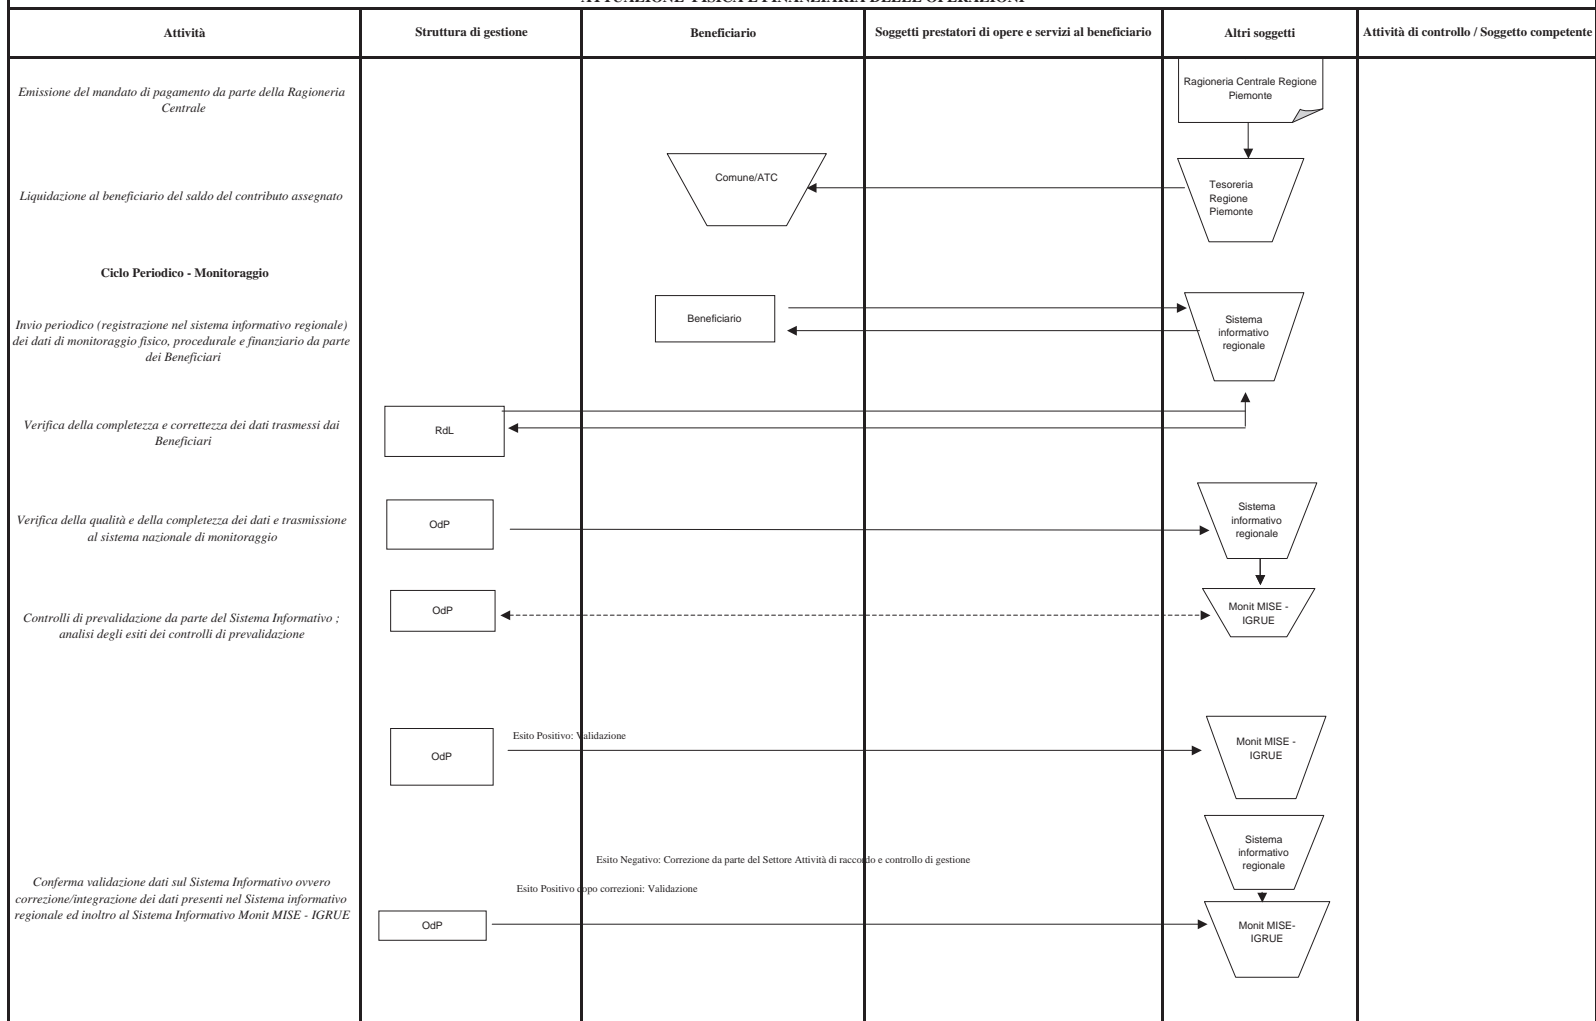 ATTUAZIONE FISICA E FINANZIARIA DELLE OPERAZIONI
Attività
Struttura di gestione
Beneficiario
Soggetti prestatori di opere e servizi al beneficiario
Altri soggetti
Attività di controllo / Soggetto competente
Emissione del mandato di pagamento da parte della Ragioneria
Centrale
Ragioneria Centrale Regione
Piemonte
Liquidazione al beneficiario del saldo del contributo assegnato
Comune/ATC
Tesoreria
Regione
Piemonte
Ciclo Periodico - Monitoraggio
Invio periodico (registrazione nel sistema informativo regionale)
dei dati di monitoraggio fisico, procedurale e finanziario da parte
dei Beneficiari
Beneficiario
Sistema
informativo
regionale
Verifica della completezza e correttezza dei dati trasmessi dai
Beneficiari
RdL
Verifica della qualità e della completezza dei dati e trasmissione
al sistema nazionale di monitoraggio
OdP
Sistema
informativo
regionale
Controlli di prevalidazione da parte del Sistema Informativo ;
analisi degli esiti dei controlli di prevalidazione
OdP
Monit MISE -
IGRUE
OdP
Esito Positivo: Validazione
Monit MISE -
IGRUE
Sistema
informativo
regionale
Esito Negativo: Correzione da parte del Settore Attività di raccordo e controllo di gestione
Esito Positivo dopo correzioni: Validazione
Conferma validazione dati sul Sistema Informativo ovvero
correzione/integrazione dei dati presenti nel Sistema informativo
regionale ed inoltro al Sistema Informativo Monit MISE - IGRUE
OdP
Monit MISE-
IGRUE